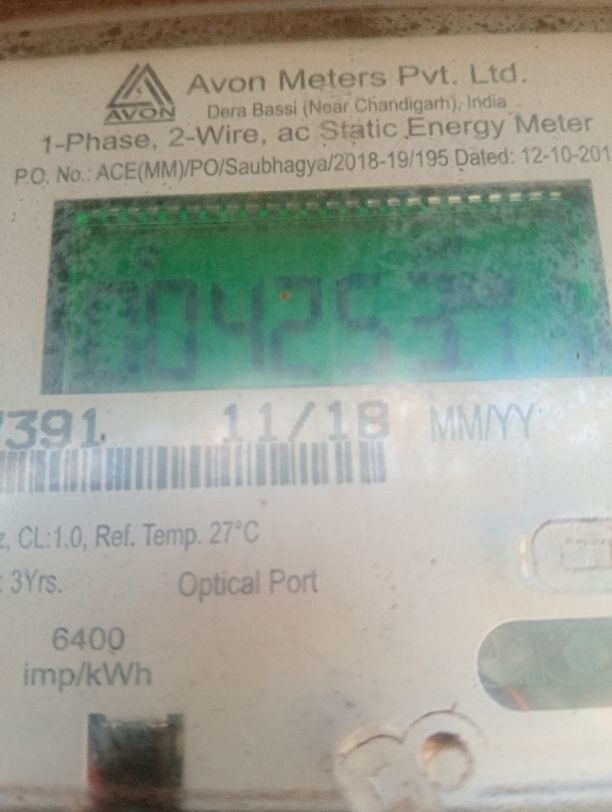 Avon Meters Pvt. Ltd.
AVON
Dera Bassi (Near Chandigarh), India
1-Phase, 2-Wire, ac Static Energy Meter
P.O. No.: ACE(MM)/PO/Saubhagya/2018-19/195 Dated: 12-10-201
7391 11/18 MM/YY
z, CL:1.0, Ref. Temp. 27°C
: 3Yrs. Optical Port
6400
imp/kWh